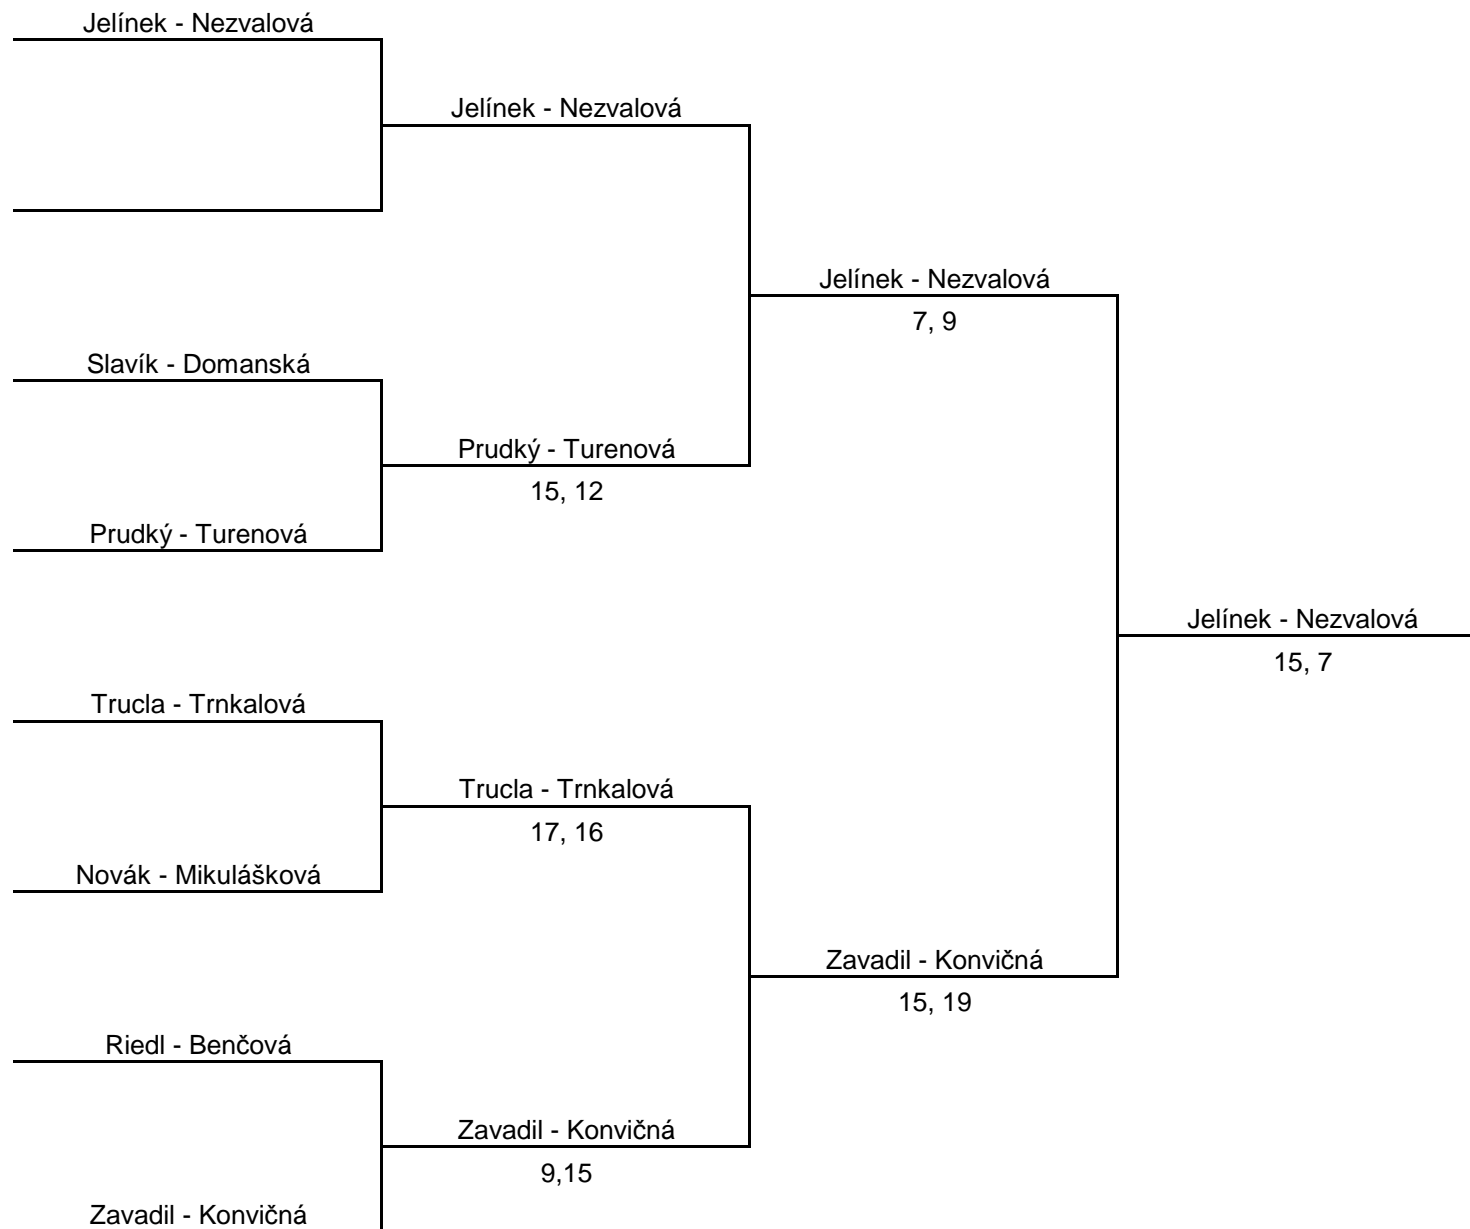 Jelínek - Nezvalová
Jelínek - Nezvalová
Jelínek - Nezvalová
7, 9
Slavík - Domanská
Prudký - Turenová
15, 12
Prudký - Turenová
Jelínek - Nezvalová
15, 7
Trucla - Trnkalová
Trucla - Trnkalová
17, 16
Novák - Mikulášková
Zavadil - Konvičná
15, 19
Riedl - Benčová
Zavadil - Konvičná
9,15
Zavadil - Konvičná